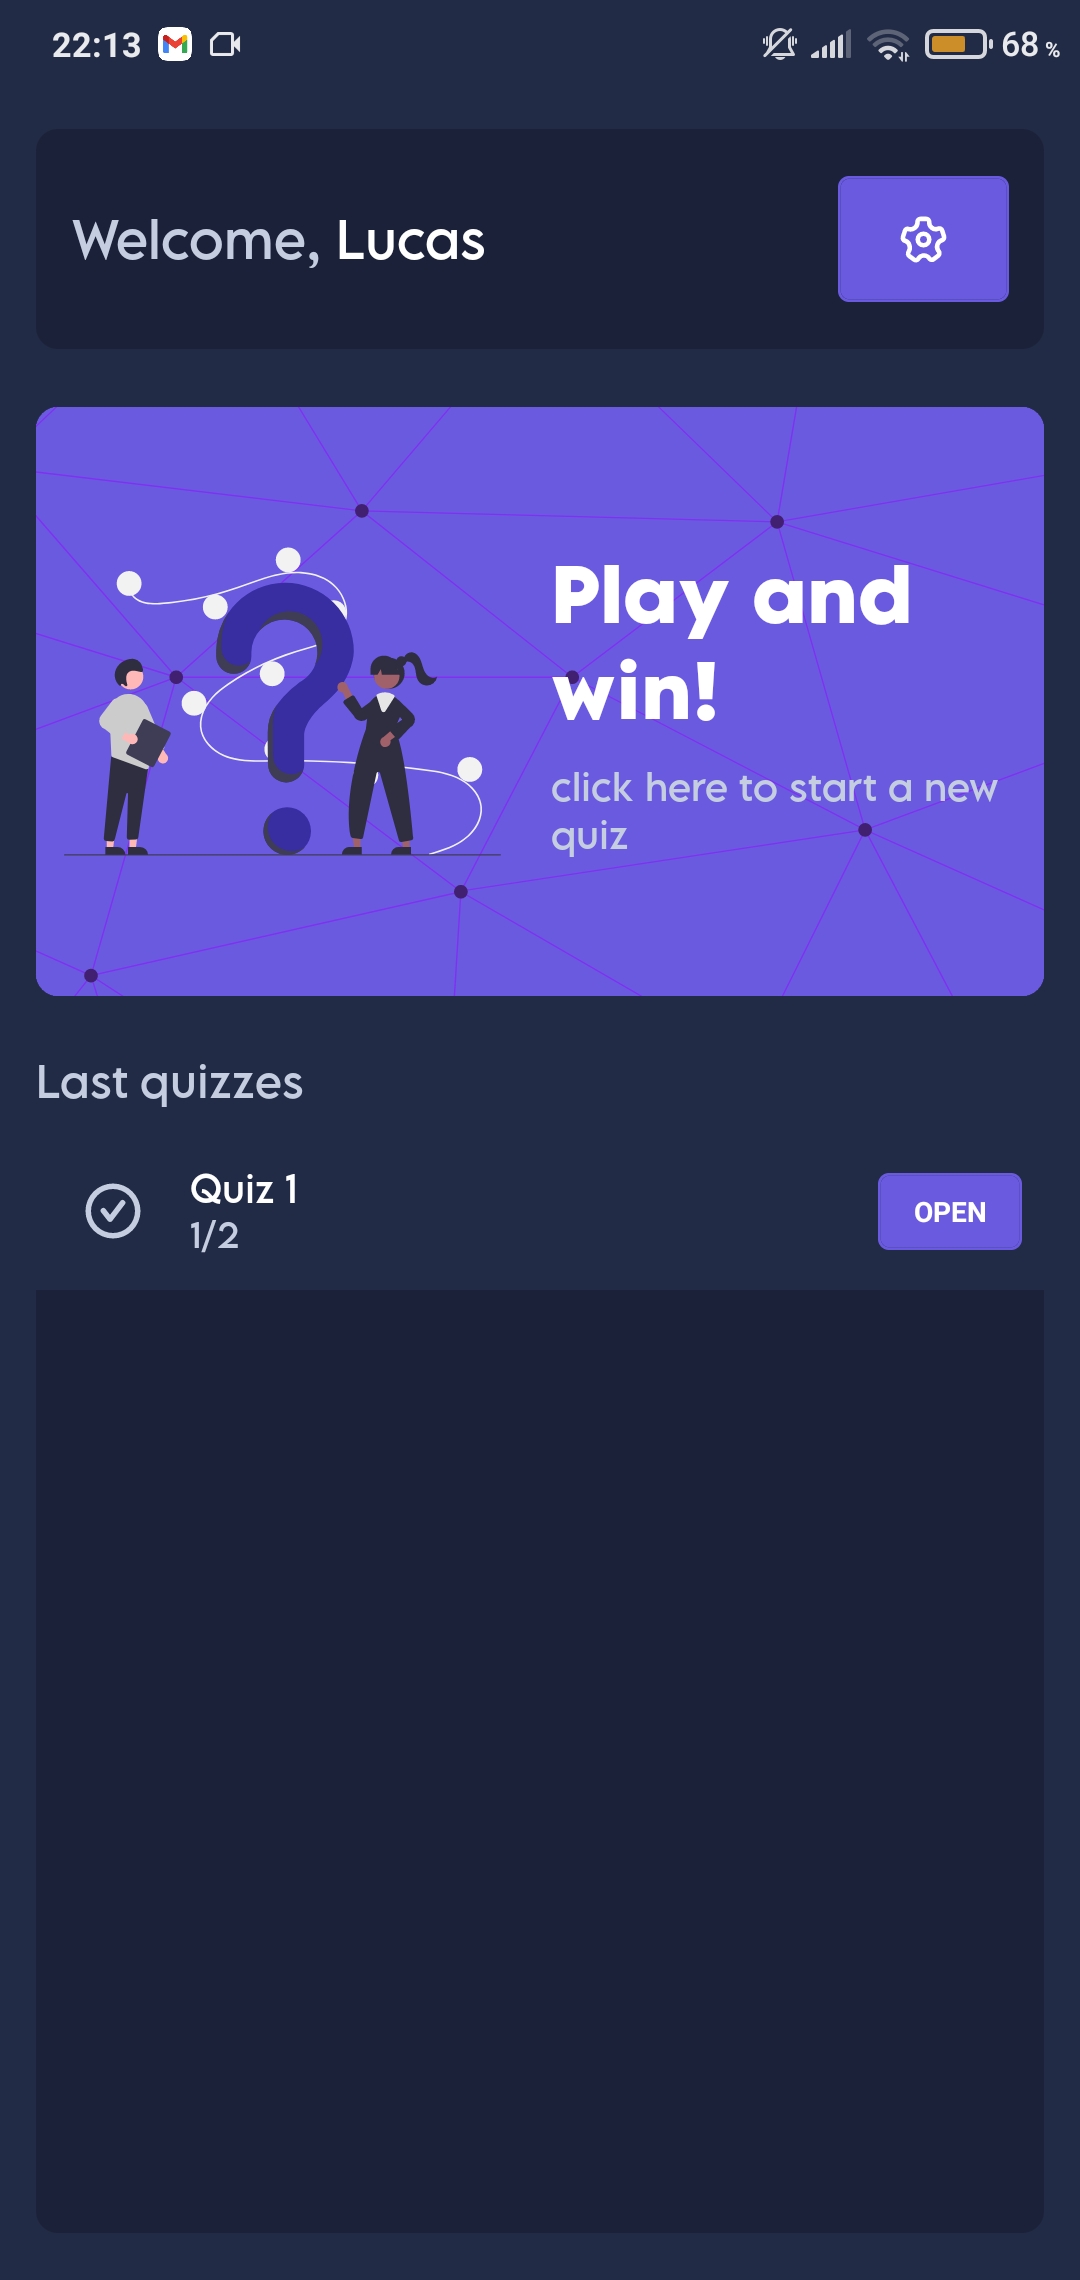 22:13
68 %
Welcome, Lucas
Play and
win!
click here to start a new
quiz
Last quizzes
Quiz 1
1/2
OPEN